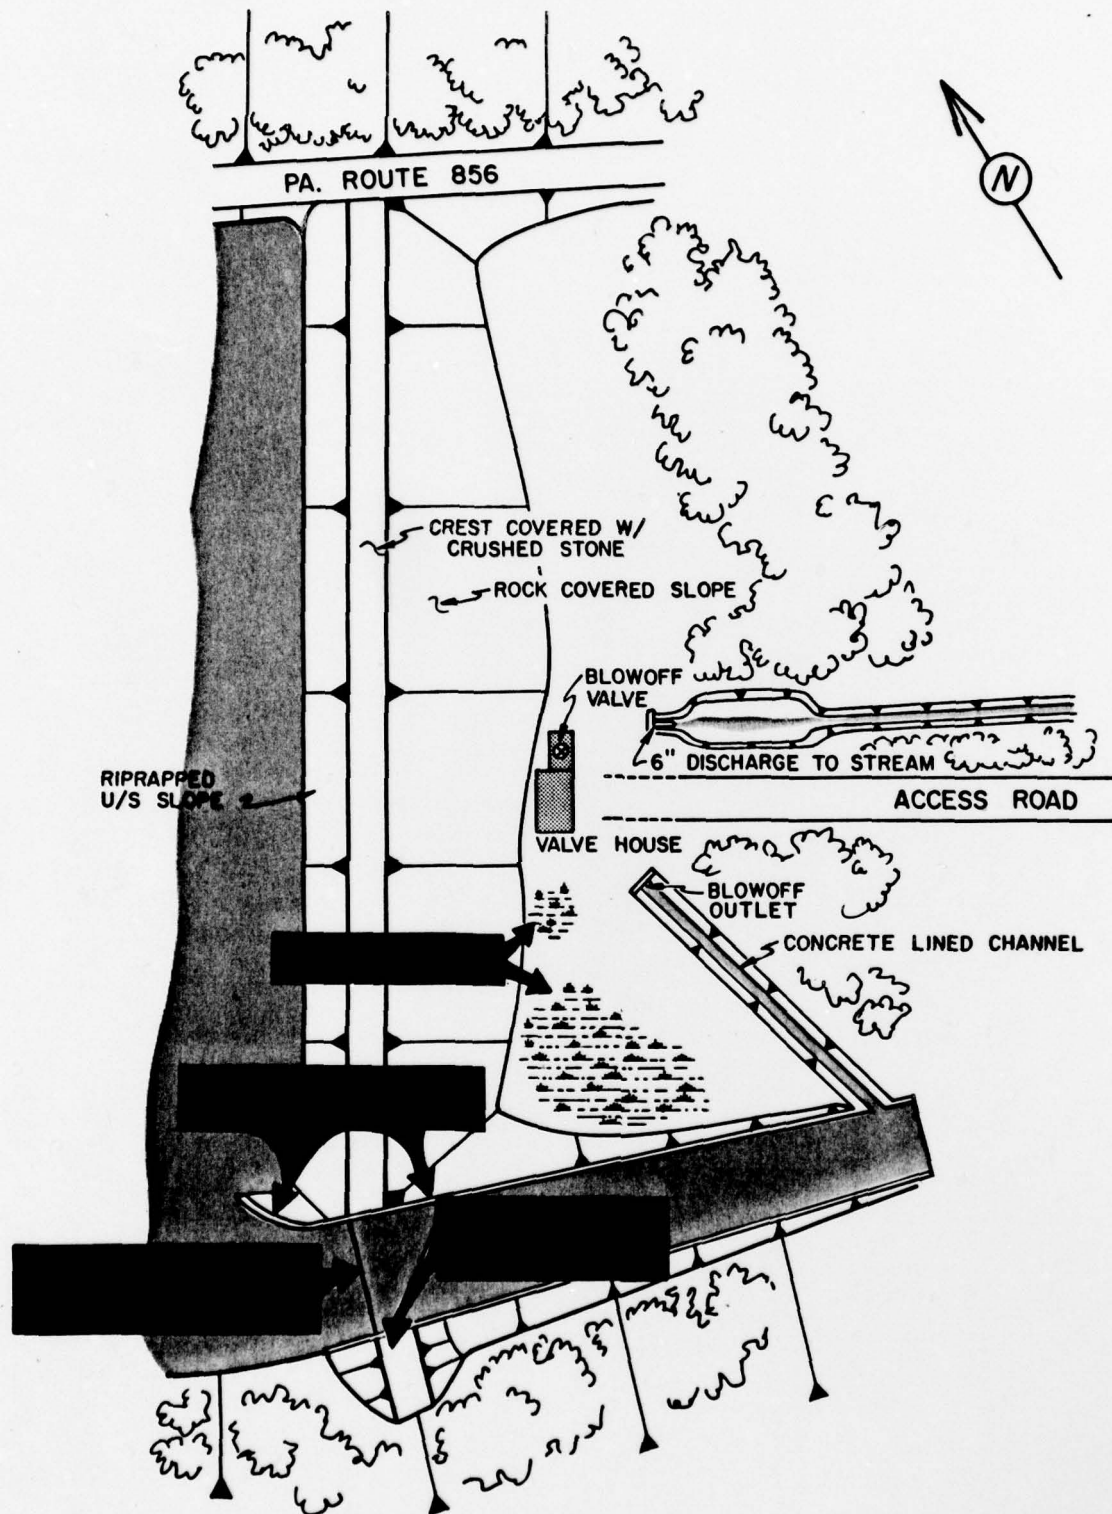 N
PA. ROUTE 856
CREST COVERED W/
CRUSHED STONE
ROCK COVERED SLOPE
BLOWOFF
VALVE
6" DISCHARGE TO STREAM
RIPRAPPED
U/S SLOPE
ACCESS ROAD
VALVE HOUSE
BLOWOFF
OUTLET
CONCRETE LINED CHANNEL